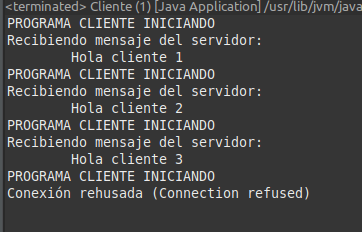 <terminated> Cliente (1) [Java Application] /usr/lib/jvm/java
PROGRAMA CLIENTE INICIANDO
Recibiendo mensaje del servidor:
Hola cliente 1
PROGRAMA CLIENTE INICIANDO
Recibiendo mensaje del servidor:
Hola cliente 2
PROGRAMA CLIENTE INICIANDO
Recibiendo mensaje del servidor:
Hola cliente 3
PROGRAMA CLIENTE INICIANDO
Conexión rehusada (Connection refused)